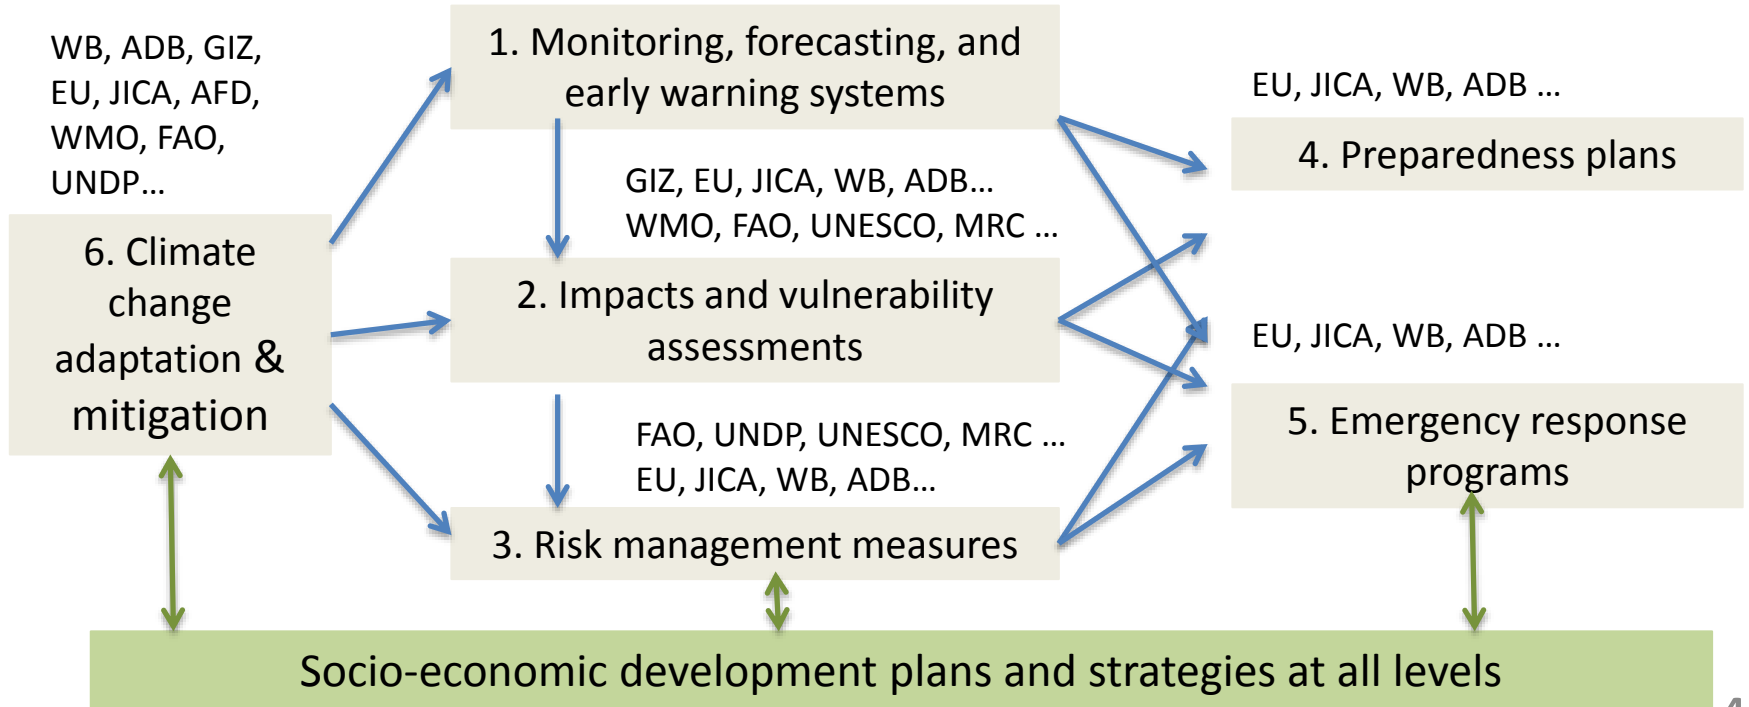 WB, ADB, GIZ,
EU, JICA, AFD,
WMO, FAO,
UNDP...
6. Climate
change
adaptation &
mitigation
1. Monitoring, forecasting, and
early warning systems
GIZ, EU, JICA, WB, ADB...
WMO, FAO, UNESCO, MRC ...
2. Impacts and vulnerability
assessments
FAO, UNDP, UNESCO, MRC ...
EU, JICA, WB, ADB...
3. Risk management measures
EU, JICA, WB, ADB ...
4. Preparedness plans
EU, JICA, WB, ADB ...
5. Emergency response
programs
Socio-economic development plans and strategies at all levels